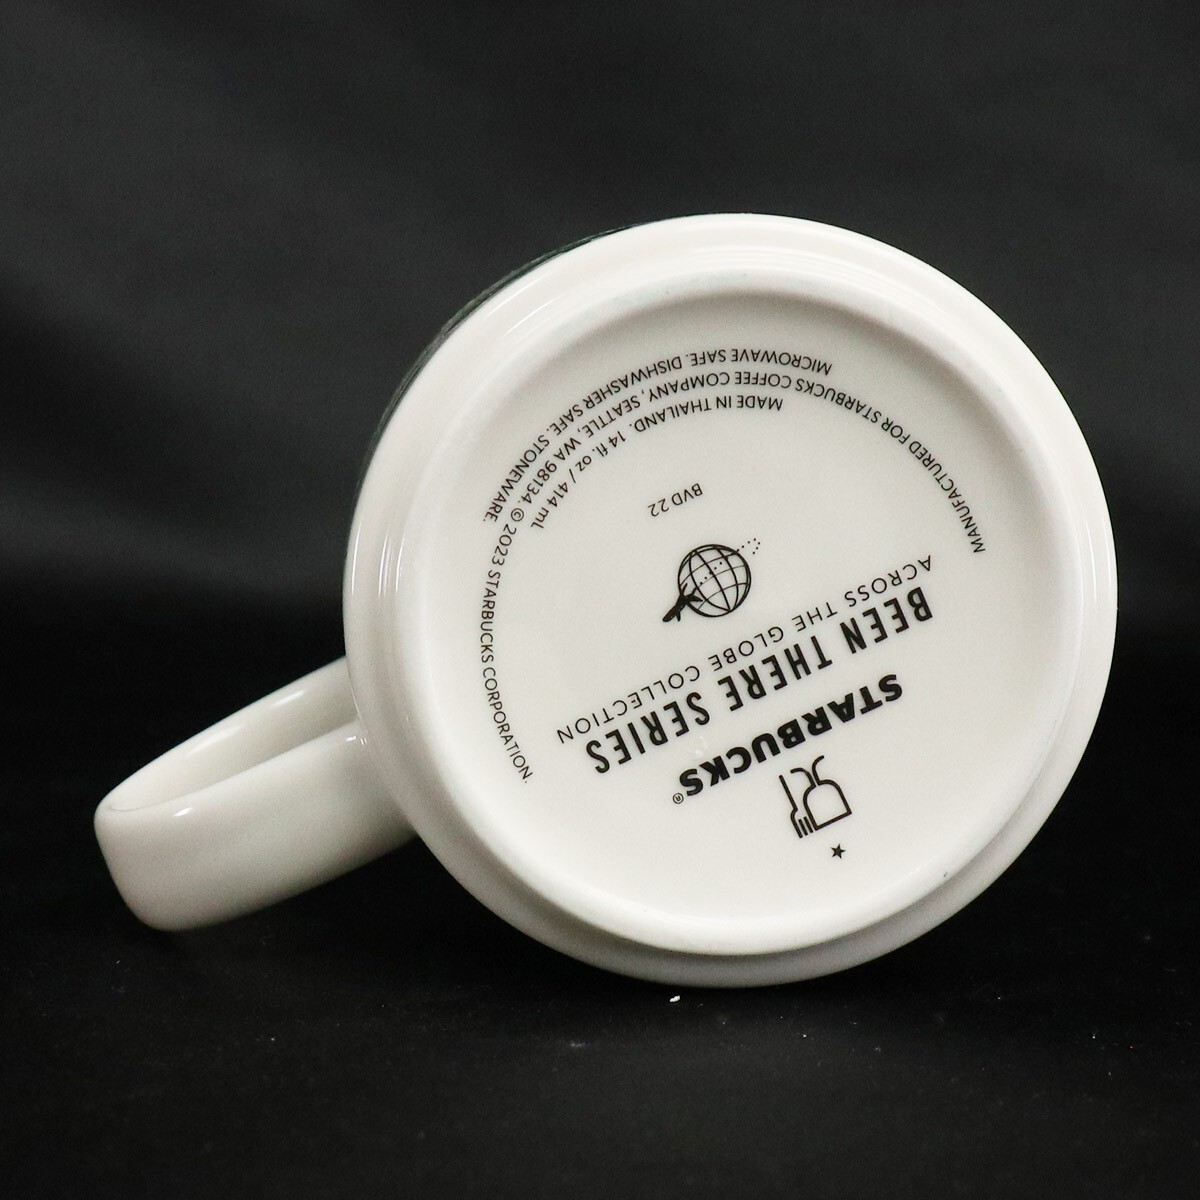 STARBUCKS®
BEEN THERE SERIES
ACROSS THE GLOBE COLLECTION
BVD 22
MADE IN THAILAND. 14 fl. oz / 414 mL
MICROWAVE SAFE. DISHWASHER SAFE. STONEWARE.
MANUFACTURED FOR STARBUCKS COFFEE COMPANY, SEATTLE, WA 98134. © 2023 STARBUCKS CORPORATION.